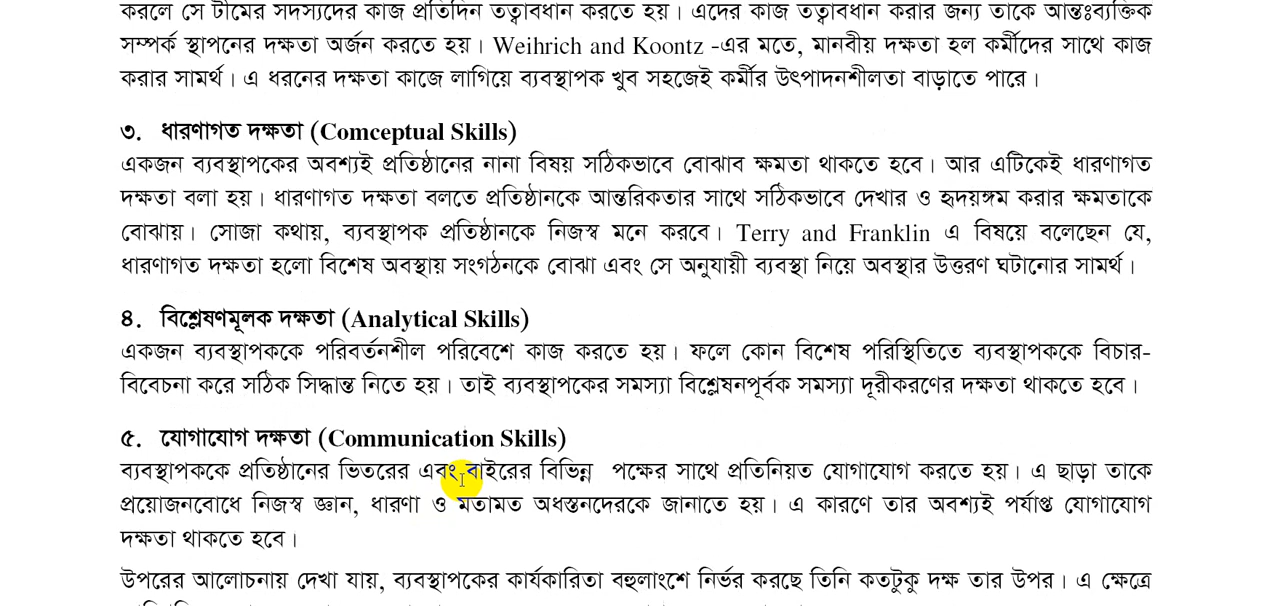 করলে সে টীমের সদস্যদের কাজ প্রতিদিন তত্বাবধান করতে হয়। এদের কাজ তত্বাবধান করার জন্য তাকে আন্তঃব্যক্তিক
সম্পর্ক স্থাপনের দক্ষতা অর্জন করতে হয়। Weihrich and Koontz -এর মতে, মানবীয় দক্ষতা হল কর্মীদের সাথে কাজ
করার সামর্থ। এ ধরনের দক্ষতা কাজে লাগিয়ে ব্যবস্থাপক খুব সহজেই কর্মীর উৎপাদনশীলতা বাড়াতে পারে।
৩. ধারণাগত দক্ষতা (Comceptual Skills)
একজন ব্যবস্থাপকের অবশ্যই প্রতিষ্ঠানের নানা বিষয় সঠিকভাবে বোঝাব ক্ষমতা থাকতে হবে। আর এটিকেই ধারণাগত
দক্ষতা বলা হয়। ধারণাগত দক্ষতা বলতে প্রতিষ্ঠানকে আন্তরিকতার সাথে সঠিকভাবে দেখার ও হৃদয়ঙ্গম করার ক্ষমতাকে
বোঝায়। সোজা কথায়, ব্যবস্থাপক প্রতিষ্ঠানকে নিজস্ব মনে করবে। Terry and Franklin এ বিষয়ে বলেছেন যে,
ধারণাগত দক্ষতা হলো বিশেষ অবস্থায় সংগঠনকে বোঝা এবং সে অনুযায়ী ব্যবস্থা নিয়ে অবস্থার উত্তরণ ঘটানোর সামর্থ।
৪. বিশ্লেষণমূলক দক্ষতা (Analytical Skills)
একজন ব্যবস্থাপককে পরিবর্তনশীল পরিবেশে কাজ করতে হয়। ফলে কোন বিশেষ পরিস্থিতিতে ব্যবস্থাপককে বিচার-
বিবেচনা করে সঠিক সিদ্ধান্ত নিতে হয়। তাই ব্যবস্থাপকের সমস্যা বিশ্লেষনপূর্বক সমস্যা দূরীকরণের দক্ষতা থাকতে হবে।
৫. যোগাযোগ দক্ষতা (Communication Skills)
ব্যবস্থাপককে প্রতিষ্ঠানের ভিতরের এবং বাইরের বিভিন্ন পক্ষের সাথে প্রতিনিয়ত যোগাযোগ করতে হয়। এ ছাড়া তাকে
প্রয়োজনবোধে নিজস্ব জ্ঞান, ধারণা ও মতামত অধস্তনদেরকে জানাতে হয়। এ কারণে তার অবশ্যই পর্যাপ্ত যোগাযোগ
দক্ষতা থাকতে হবে।
উপরের আলোচনায় দেখা যায়, ব্যবস্থাপকের কার্যকারিতা বহুলাংশে নির্ভর করছে তিনি কতটুকু দক্ষ তার উপর। এ ক্ষেত্রে